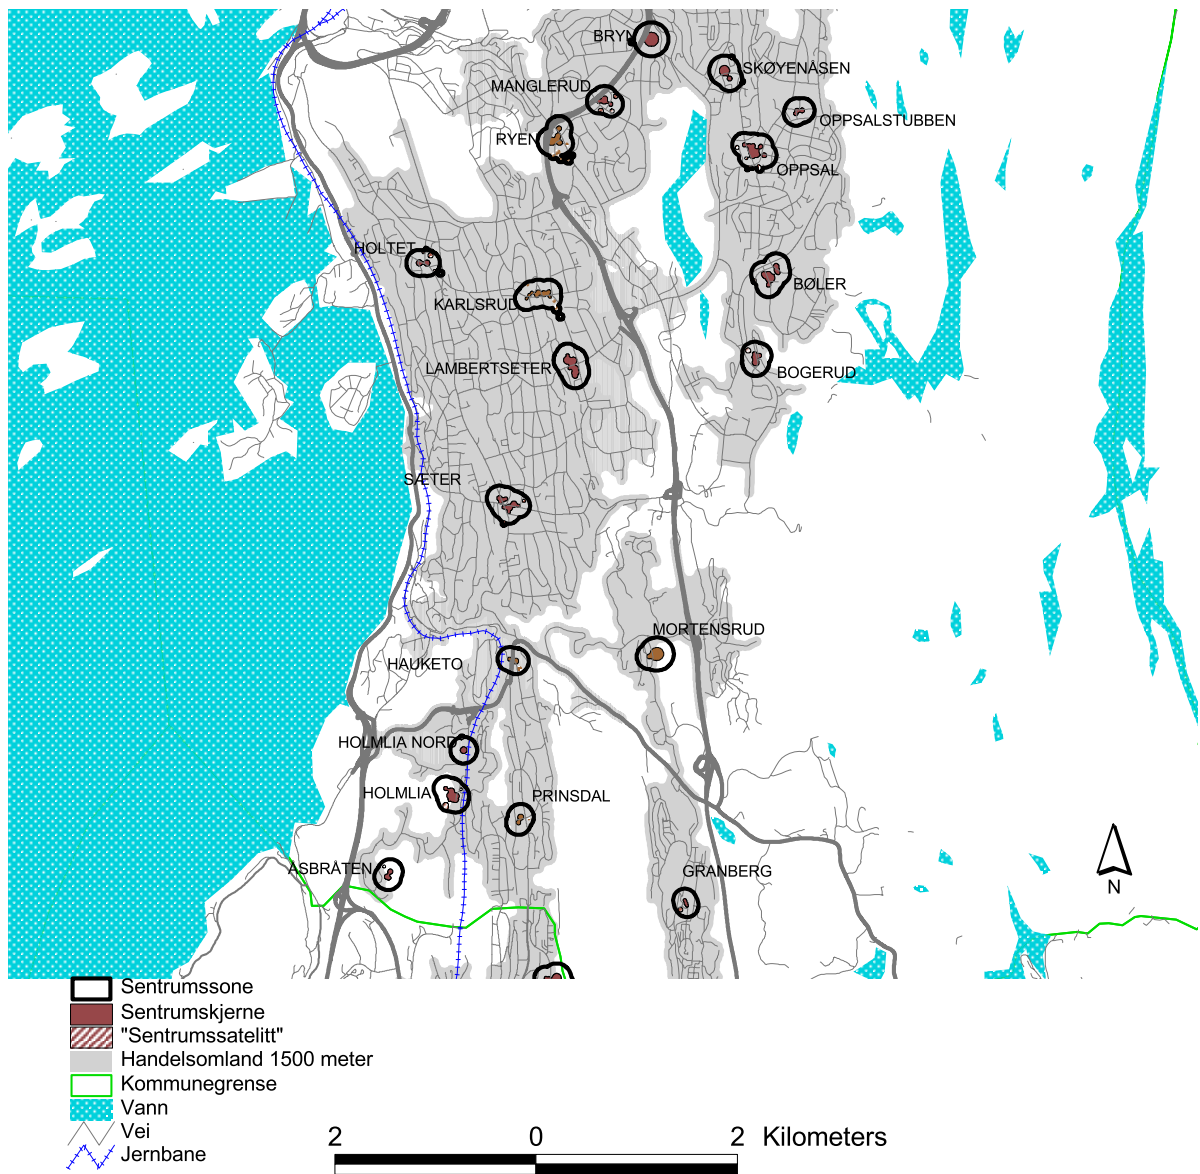 BRYN
SKØYENÅSEN
MANGLERUD
OPPSALSTUBBEN
RYEN
OPPSAL
HOLTET
BØLER
KARLSRUD
LAMBERTSETER
BOGERUD
SÆTER
MORTENSRUD
HAUKETO
HOLMLIA NORD
HOLMLIA
PRINSDAL
ÅSBRÅTEN
GRANBERG
N
Sentrumssone
Sentrumskjerne
"Sentrumssatelitt"
Handelsomland 1500 meter
Kommunegrense
Vann
Vei
Jernbane
2 0 2 Kilometers